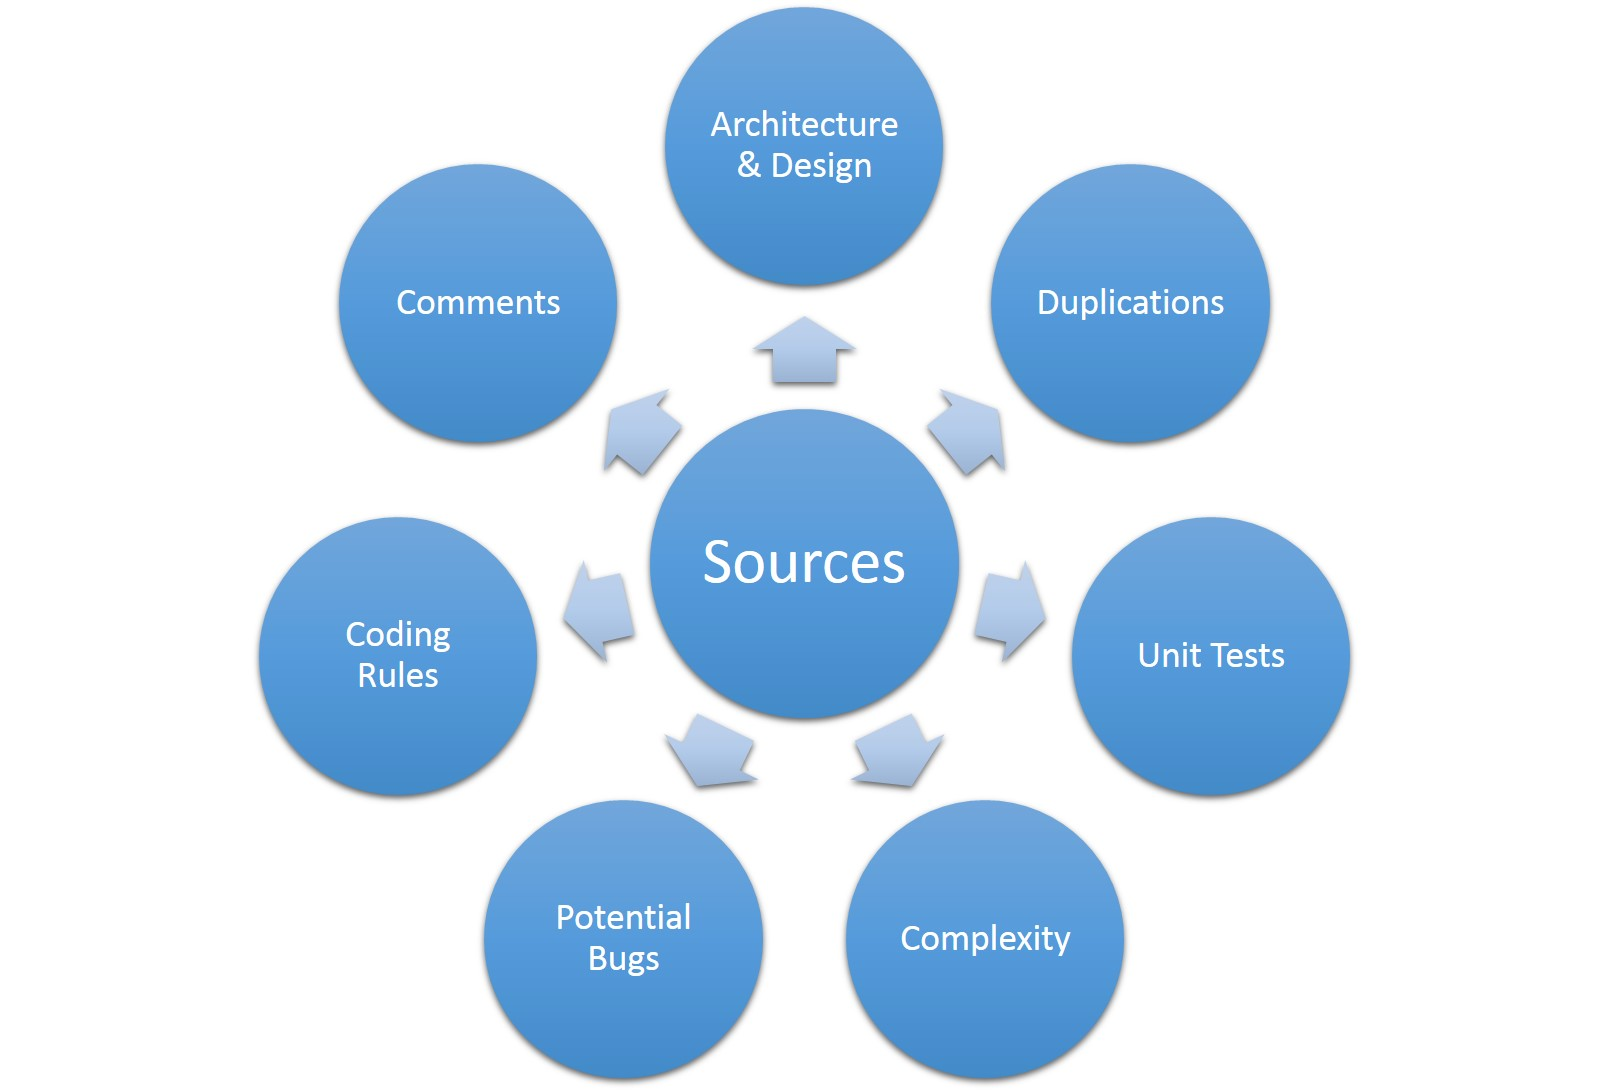 Architecture
& Design
Comments
Duplications
Sources
Coding
Rules
Unit Tests
Potential
Bugs
Complexity